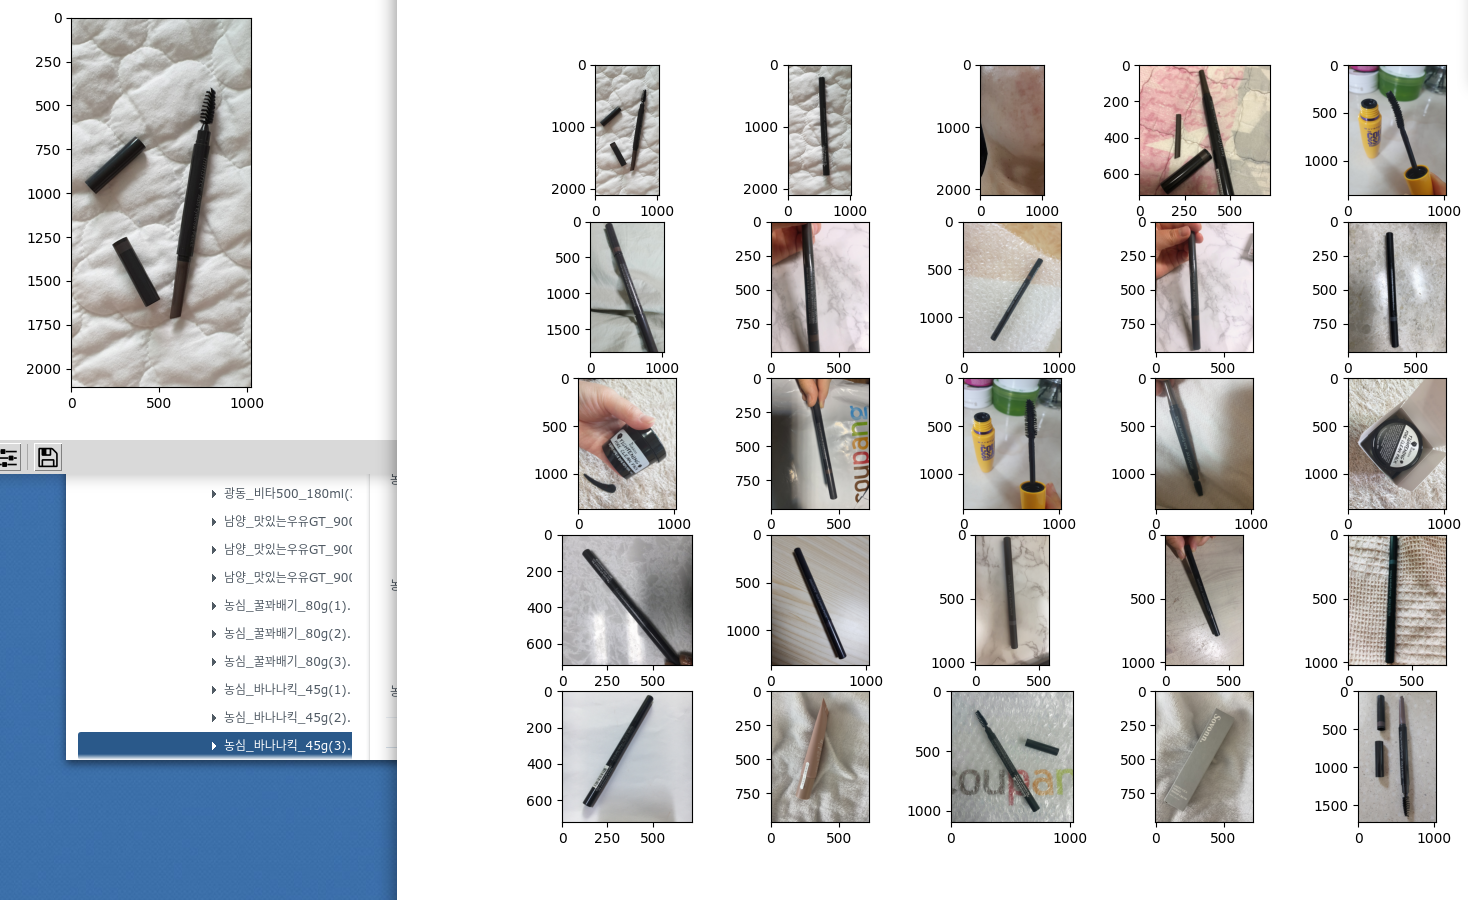 0
250
500
750
1000
1250
1500
1750
2000
0 500 1000
광동_비타500_180ml(
남양_맛있는우유GT_900
남양_맛있는우유GT_900
남양_맛있는우유GT_900
농심_꿀꽈배기_80g(1).
농심_꿀꽈배기_80g(2).
농심_꿀꽈배기_80g(3).
농심_바나나킥_45g(1).
농심_바나나킥_45g(2).
농심_바나나킥_45g(3).
0 0 0 0 0
200
500
1000 1000 1000 400 1000
600
2000 2000 2000
0 1000 0 1000 0 1000 0 250 500 0 1000
0 0 0 0 0
500 250 500 250 250
1000 500 1000 500 500
1500 750 750 750
0 1000 0 500 0 1000 0 500 0 500
0 0 0 0 0
500 250 500 500 500
1000 500 1000 1000 1000
750
coupang
0 1000 0 500 0 1000 0 1000 0 1000
0 0 0 0 0
200 500 500 500 500
400
600 1000 1000 1000 1000
0 250 500 0 1000 0 500 0 500 0 500
0 0 0 0 0
200 250 500 250 500
400 500 500 1000
600 750 1000 750 1500
coupan
0 250 500 0 500 0 1000 0 500 0 1000